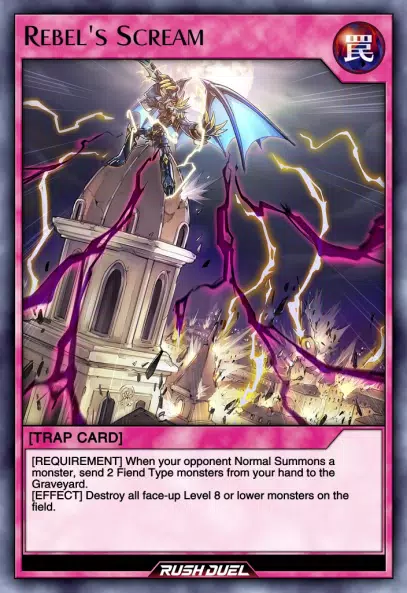 Rebel's Scream
罠
[TRAP CARD]
[REQUIREMENT] When your opponent Normal Summons a
monster, send 2 Fiend Type monsters from your hand to the
Graveyard.
[EFFECT] Destroy all face-up Level 8 or lower monsters on the
field.
RUSH DUEL